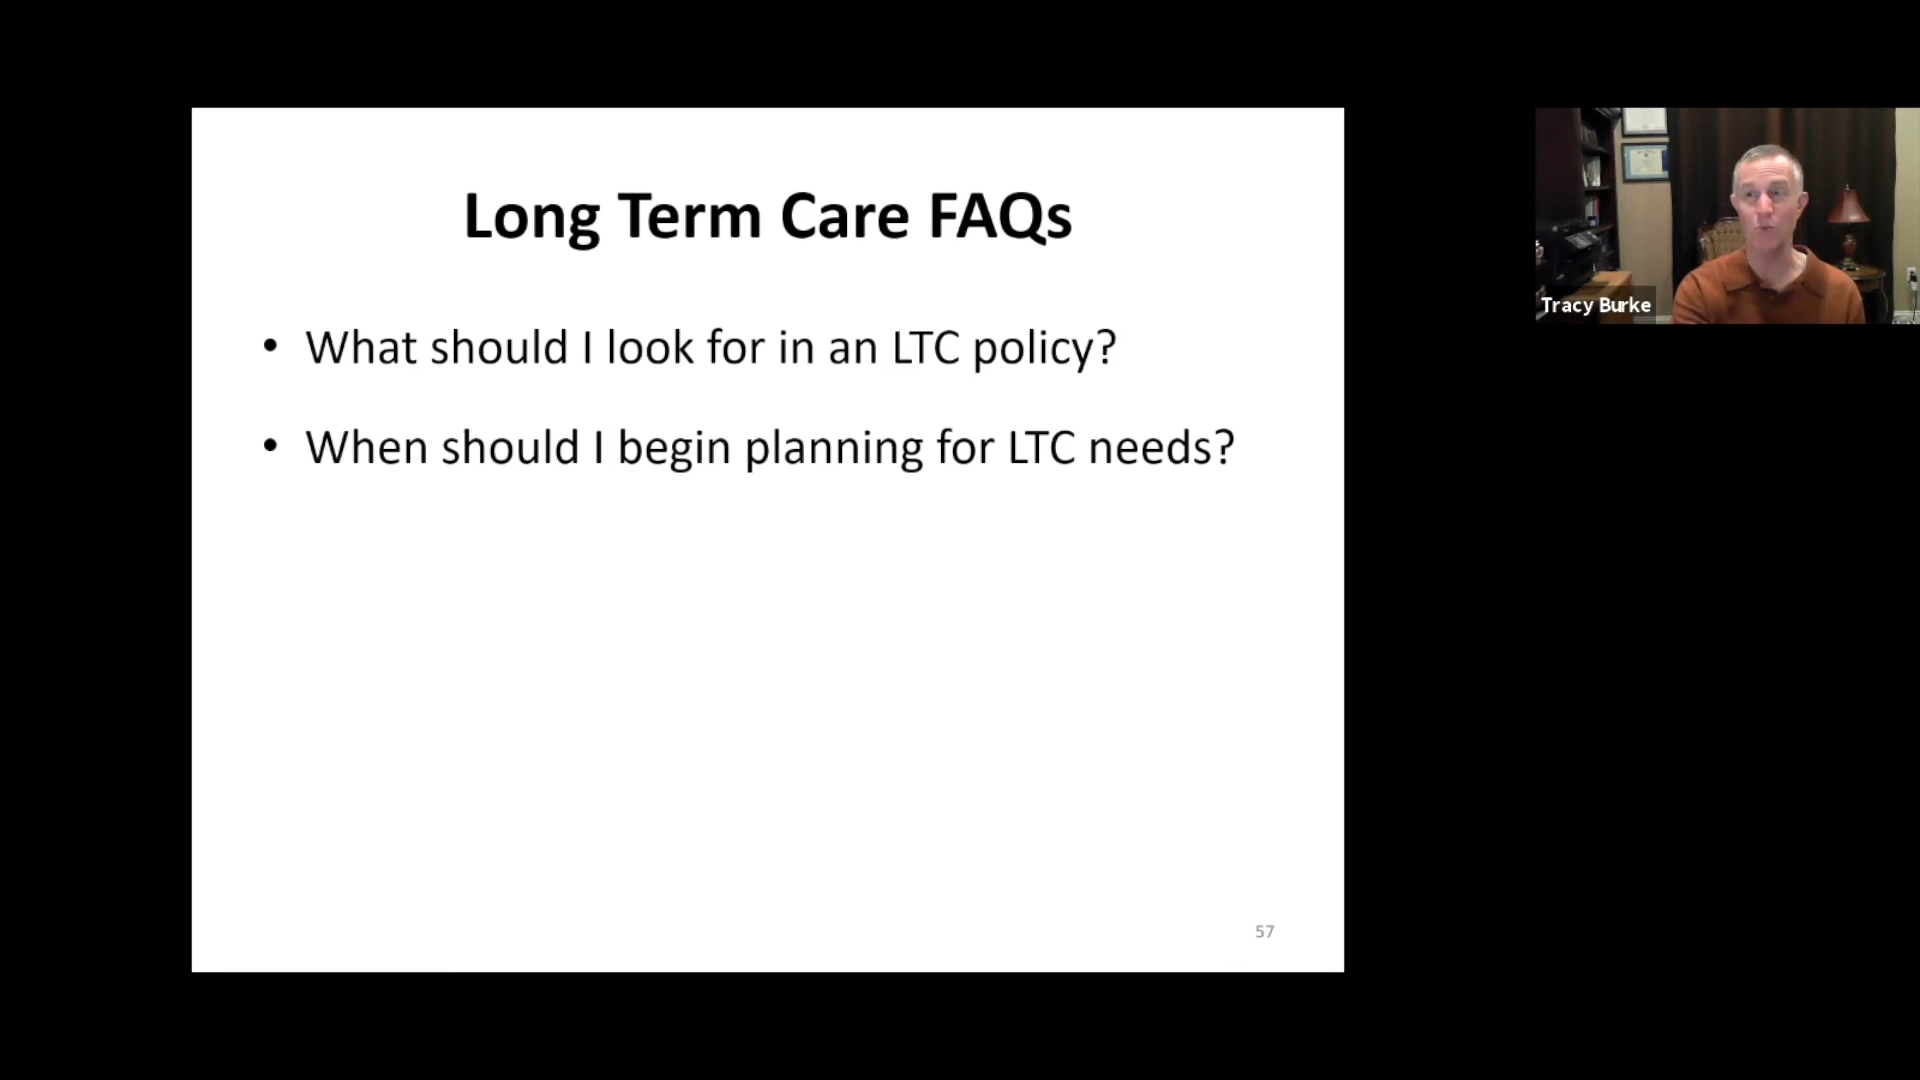 Long Term Care FAQs
• What should I look for in an LTC policy?
• When should I begin planning for LTC needs?
57
Tracy Burke